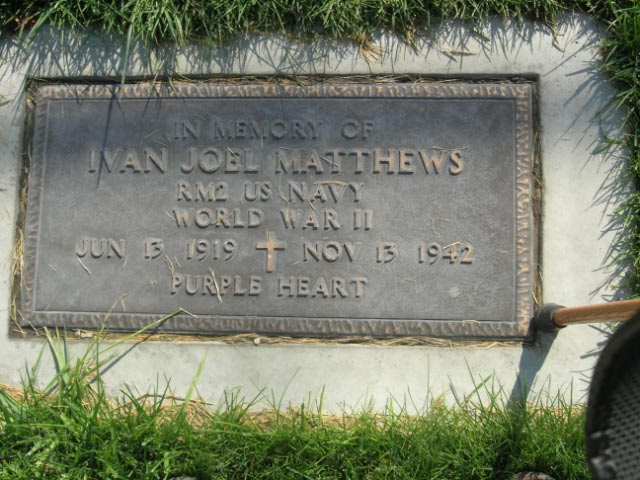 IN MEMORY OF
IVAN JOEL MATTHEWS
RM2 US NAVY
WORLD WAR II
JUN 13 1919 NOV 13 1942
PURPLE HEART